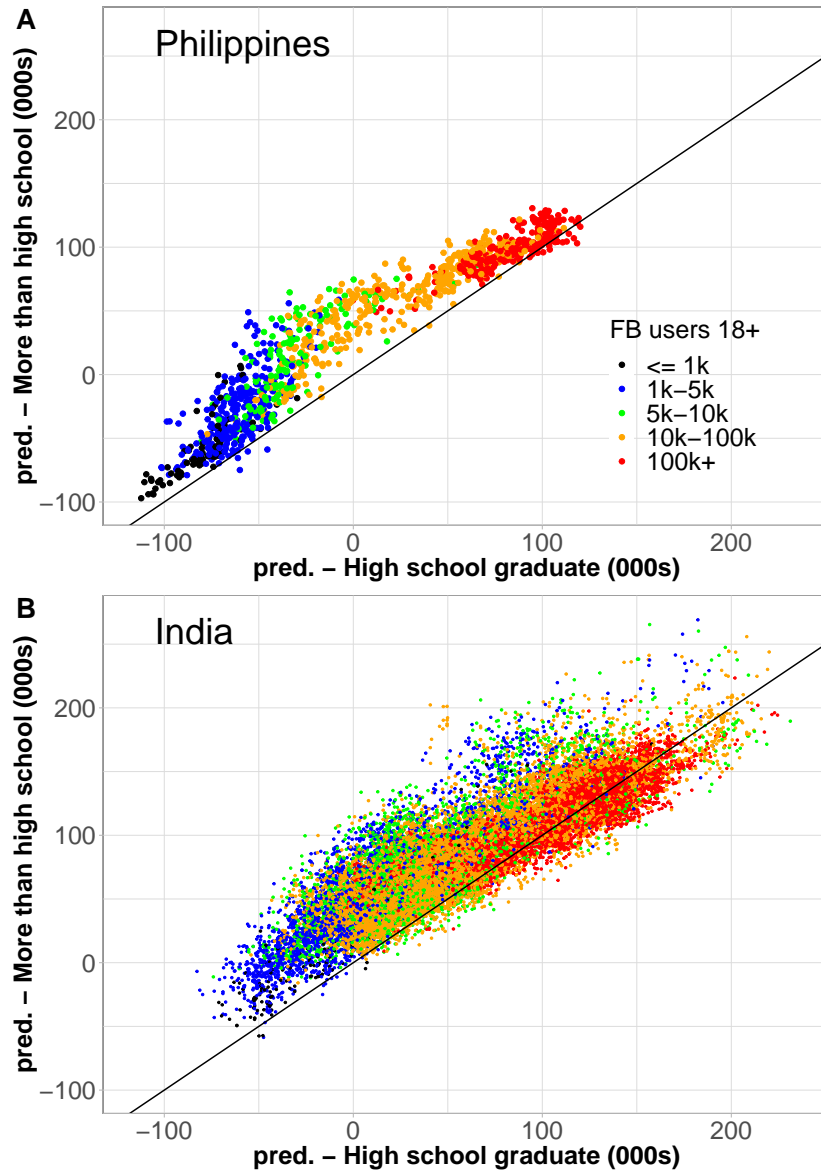 A
Philippines
pred. − More than high school (000s)
200
100
0
−100
FB users 18+
<= 1k
1k−5k
5k−10k
10k−100k
100k+
−100 0 100 200
pred. − High school graduate (000s)
B
India
pred. − More than high school (000s)
200
100
0
−100
−100 0 100 200
pred. − High school graduate (000s)